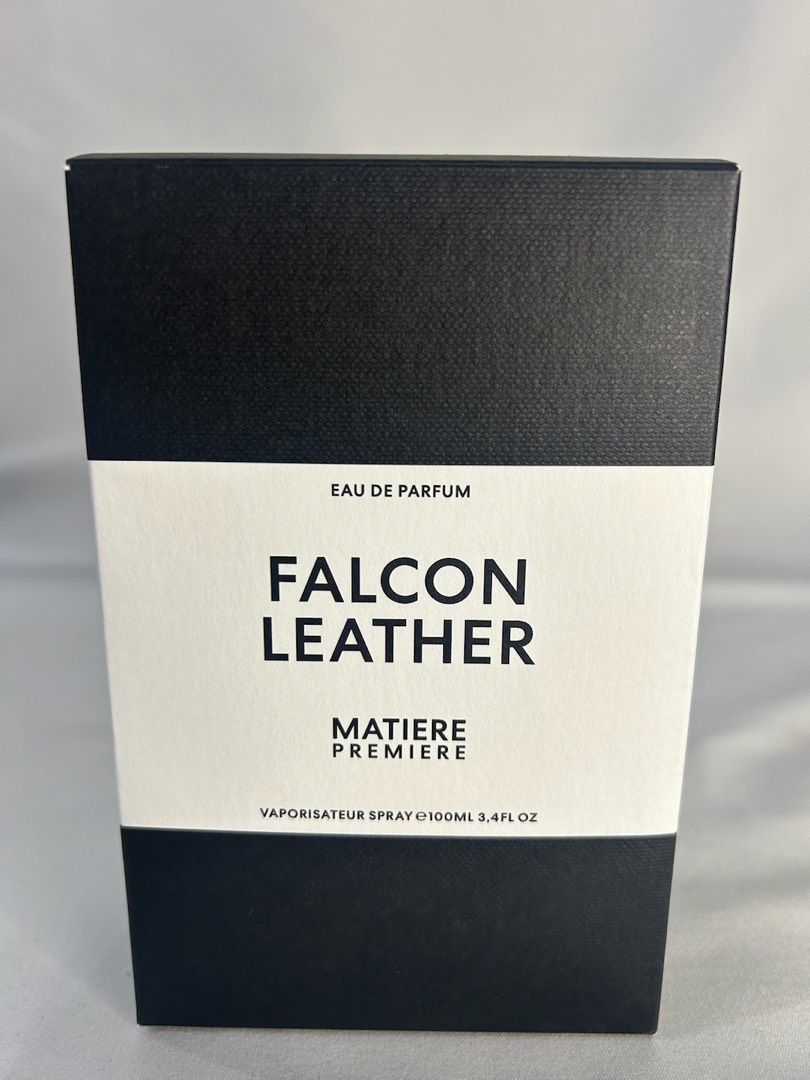 EAU DE PARFUM
FALCON
LEATHER
MATIERE
PREMIERE
VAPORISATEUR SPRAY ℮100ML 3,4FL OZ